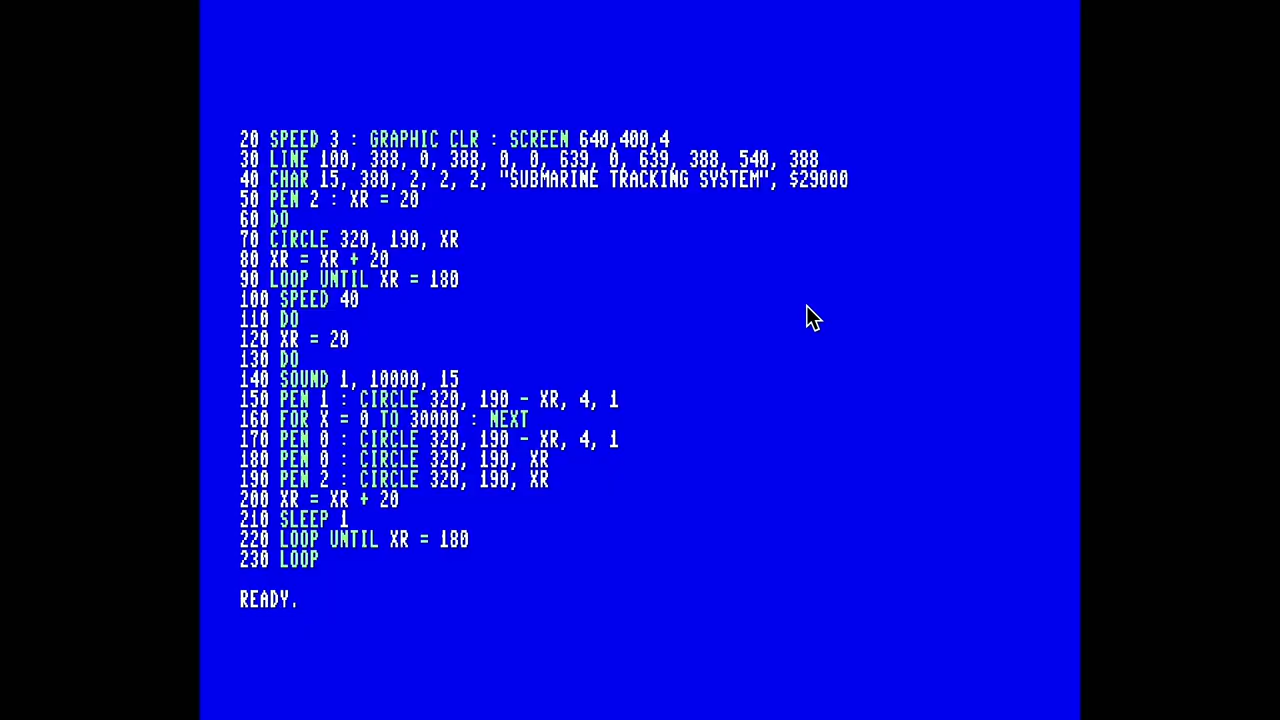 20 SPEED 3 : GRAPHIC CLR : SCREEN 640,400,4
30 LINE 100, 388, 0, 388, 0, 0, 639, 0, 639, 388, 540, 388
40 CHAR 15, 380, 2, 2, 2, "SUBMARINE TRACKING SYSTEM", $29000
50 PEN 2 : XR = 20
60 DO
70 CIRCLE 320, 190, XR
80 XR = XR + 20
90 LOOP UNTIL XR = 180
100 SPEED 40
110 DO
120 XR = 20
130 DO
140 SOUND 1, 10000, 15
150 PEN 1 : CIRCLE 320, 190 - XR, 4, 1
160 FOR X = 0 TO 30000 : NEXT
170 PEN 0 : CIRCLE 320, 190 - XR, 4, 1
180 PEN 0 : CIRCLE 320, 190, XR
190 PEN 2 : CIRCLE 320, 190, XR
200 XR = XR + 20
210 SLEEP 1
220 LOOP UNTIL XR = 180
230 LOOP
READY.